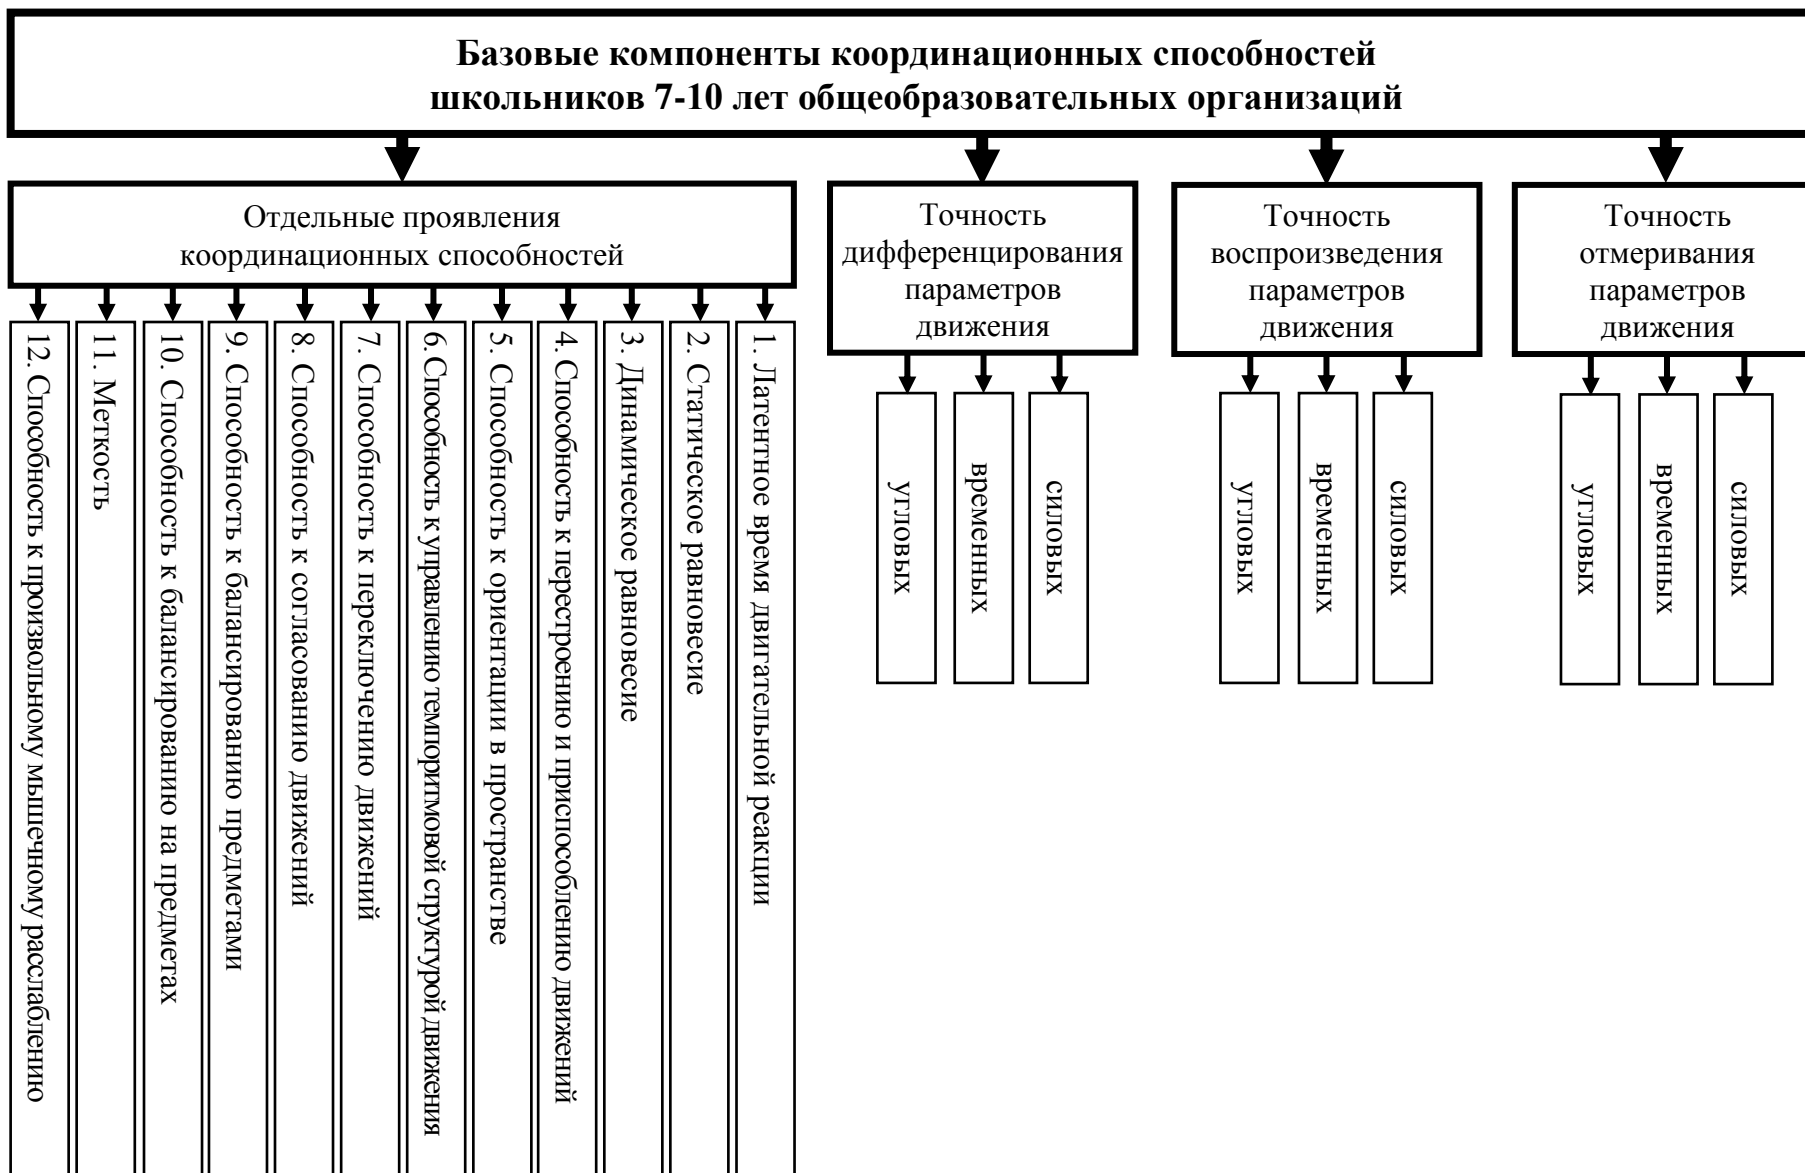 Базовые компоненты координационных способностей
школьников 7-10 лет общеобразовательных организаций
Отдельные проявления
координационных способностей
12. Способность к произвольному мышечному расслаблению
11. Меткость
10. Способность к балансированию на предметах
9. Способность к балансированию предметами
8. Способность к согласованию движений
7. Способность к переключению движений
6.Способность к управлению темпоритмовой структурой движения
5. Способность к ориентации в пространстве
4. Способность к перестроению и приспособлению движений
3. Динамическое равновесие
2. Статическое равновесие
1. Латентное время двигательной реакции
Точность
дифференцирования
параметров
движения
угловых
временных
силовых
Точность
воспроизведения
параметров
движения
угловых
временных
силовых
Точность
отмеривания
параметров
движения
угловых
временных
силовых